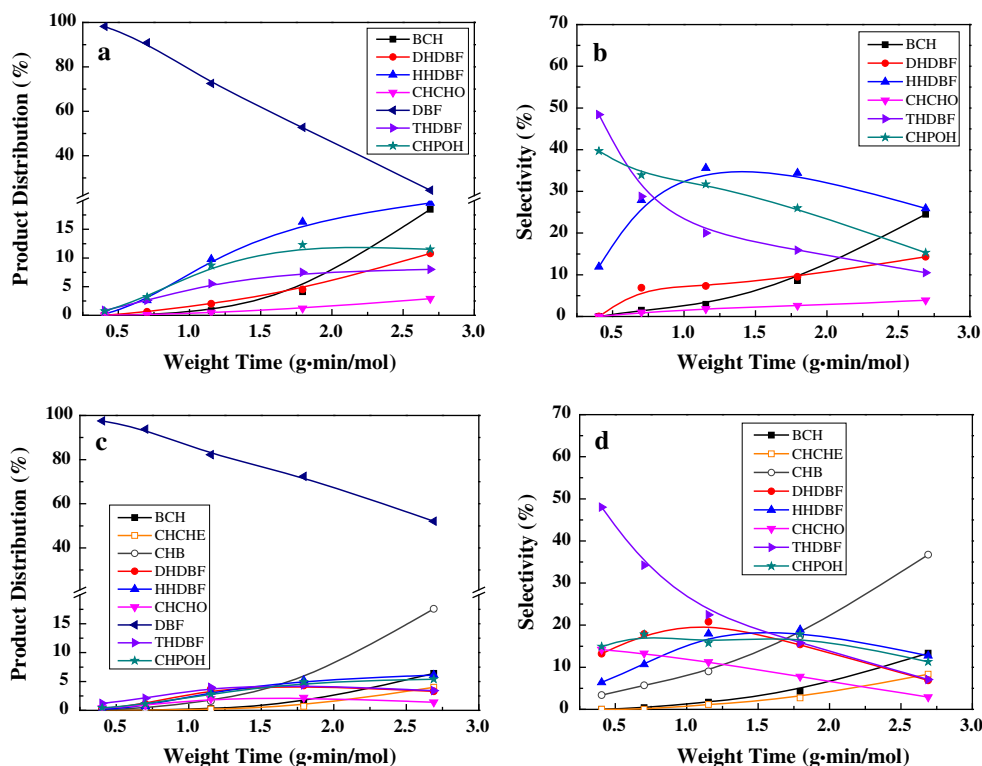 a
Product Distribution (%)
100
80
60
40
15
10
5
0
BCH
DHDBF
HHDBF
CHCHO
DBF
THDBF
CHPOH
0.5 1.0 1.5 2.0 2.5 3.0
Weight Time (g·min/mol)
b
Selectivity (%)
70
60
50
40
30
20
10
0
BCH
DHDBF
HHDBF
CHCHO
THDBF
CHPOH
0.5 1.0 1.5 2.0 2.5 3.0
Weight Time (g·min/mol)
c
Product Distribution (%)
100
80
60
40
15
10
5
0
BCH
CHCHE
CHB
DHDBF
HHDBF
CHCHO
DBF
THDBF
CHPOH
0.5 1.0 1.5 2.0 2.5 3.0
Weight Time (g·min/mol)
d
Selectivity (%)
70
60
50
40
30
20
10
0
BCH
CHCHE
CHB
DHDBF
HHDBF
CHCHO
THDBF
CHPOH
0.5 1.0 1.5 2.0 2.5 3.0
Weight Time (g·min/mol)